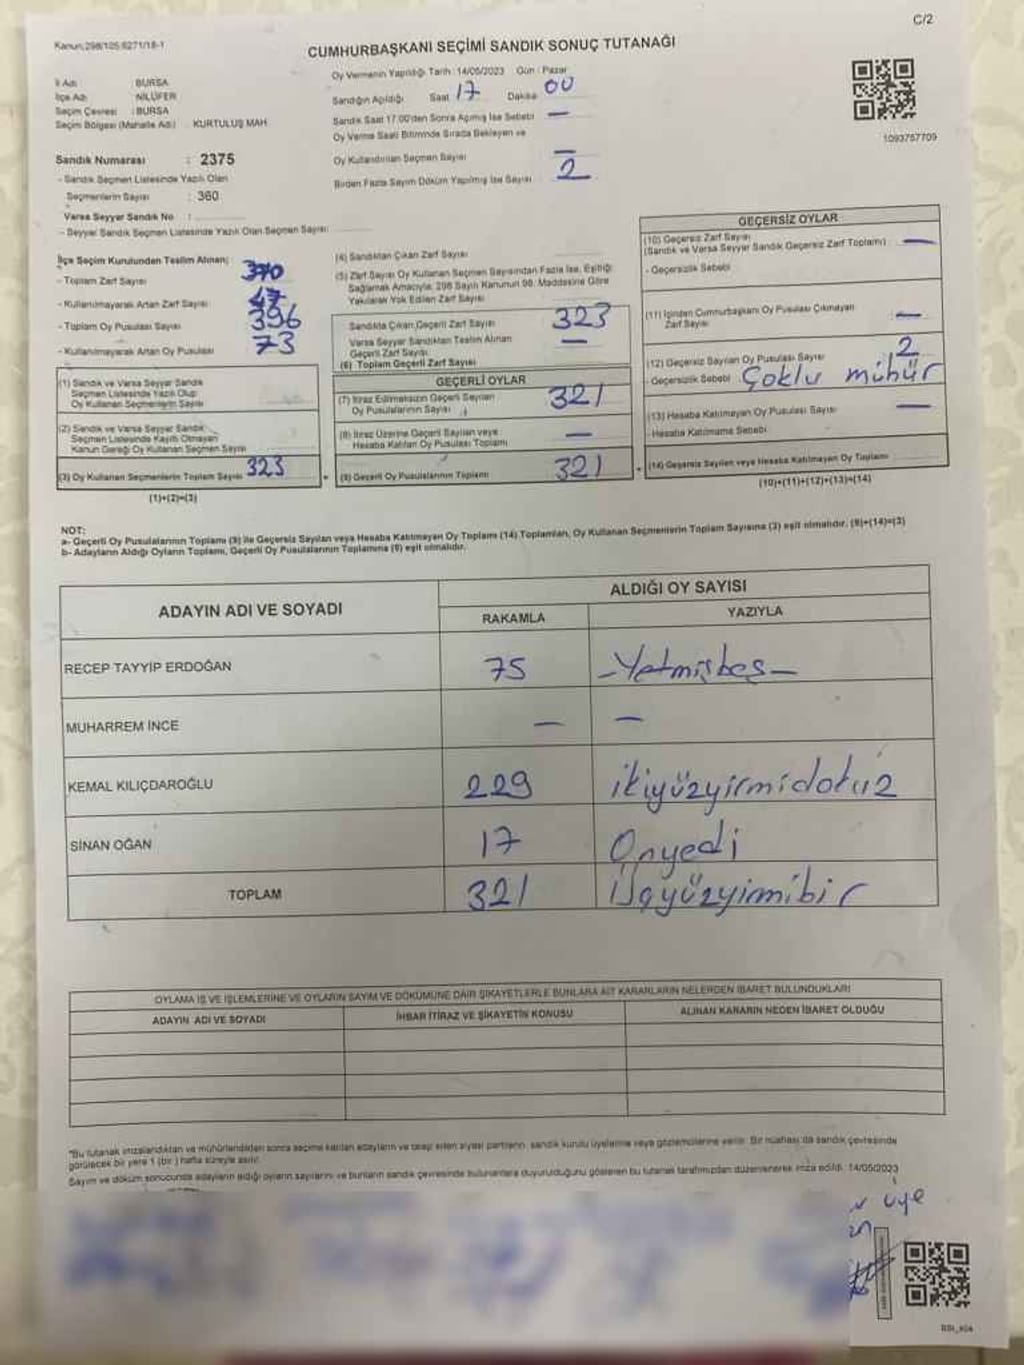 C/2
Kanun:298/105;6271/18-1
CUMHURBAŞKANI SEÇİMİ SANDIK SONUÇ TUTANAĞI
İl Adı : BURSA
İlçe Adı : NİLÜFER
Seçim Çevresi : BURSA
Seçim Bölgesi (Mahalle Adı) : KURTULUŞ MAH.
Sandık Numarası : 2375
- Sandık Seçmen Listesinde Yazılı Olan
Seçmenlerin Sayısı : 360
Varsa Seyyar Sandık No :
- Seyyar Sandık Seçmen Listesinde Yazılı Olan Seçmen Sayısı:
Oy Vermenin Yapıldığı Tarih : 14/05/2023 Gün : Pazar
Sandığın Açıldığı Saat 17 Dakika 00
Sandık Saat 17.00'den Sonra Açılmış İse Sebebi —
Oy Verme Saati Bitiminde Sırada Bekleyen ve
Oy Kullandırılan Seçmen Sayısı —
Birden Fazla Sayım Döküm Yapılmış İse Sayısı 2
1093757709
İlçe Seçim Kurulundan Teslim Alınan;
- Toplam Zarf Sayısı 370
- Kullanılmayarak Artan Zarf Sayısı 47
- Toplam Oy Pusulası Sayısı 396
- Kullanılmayarak Artan Oy Pusulası 73
(1) Sandık ve Varsa Seyyar Sandık
Seçmen Listesinde Yazılı Olup
Oy Kullanan Seçmenlerin Sayısı
(2) Sandık ve Varsa Seyyar Sandık
Seçmen Listesinde Kayıtlı Olmayan
Kanun Gereği Oy Kullanan Seçmen Sayısı
(3) Oy Kullanan Seçmenlerin Toplam Sayısı 323
(1)+(2)=(3)
(4) Sandıktan Çıkan Zarf Sayısı
(5) Zarf Sayısı Oy Kullanan Seçmen Sayısından Fazla İse, Eşitliği
Sağlamak Amacıyla; 298 Sayılı Kanunun 98. Maddesine Göre
Yakılarak Yok Edilen Zarf Sayısı
Sandıkta Çıkan Geçerli Zarf Sayısı 323
Varsa Seyyar Sandıktan Teslim Alınan
Geçerli Zarf Sayısı —
(6) Toplam Geçerli Zarf Sayısı
GEÇERLİ OYLAR
(7) İtiraz Edilmeksizin Geçerli Sayılan
Oy Pusulalarının Sayısı 321
(8) İtiraz Üzerine Geçerli Sayılan veya
Hesaba Katılan Oy Pusulası Toplamı —
(9) Geçerli Oy Pusulalarının Toplamı 321
GEÇERSİZ OYLAR
(10) Geçersiz Zarf Sayısı
(Sandık ve Varsa Seyyar Sandık Geçersiz Zarf Toplamı) —
- Geçersizlik Sebebi
(11) İçinden Cumhurbaşkanı Oy Pusulası Çıkmayan
Zarf Sayısı —
(12) Geçersiz Sayılan Oy Pusulası Sayısı 2
- Geçersizlik Sebebi Çoklu mühür
(13) Hesaba Katılmayan Oy Pusulası Sayısı —
- Hesaba Katılmama Sebebi
(14) Geçersiz Sayılan veya Hesaba Katılmayan Oy Toplamı
(10)+(11)+(12)+(13)=(14)
NOT:
a- Geçerli Oy Pusulalarının Toplamı (9) ile Geçersiz Sayılan veya Hesaba Katılmayan Oy Toplamı (14) Toplamları, Oy Kullanan Seçmenlerin Toplam Sayısına (3) eşit olmalıdır. (9)+(14)=(3)
b- Adayların Aldığı Oyların Toplamı, Geçerli Oy Pusulalarının Toplamına (9) eşit olmalıdır.
ADAYIN ADI VE SOYADI
ALDIĞI OY SAYISI
RAKAMLA YAZIYLA
RECEP TAYYİP ERDOĞAN 75 -Yetmişbeş-
MUHARREM İNCE — —
KEMAL KILIÇDAROĞLU 229 ikiyüzyirmidokuz
SİNAN OĞAN 17 Onyedi
TOPLAM 321 üçyüzyirmibir
OYLAMA İŞ VE İŞLEMLERİNE VE OYLARIN SAYIM VE DÖKÜMÜNE DAİR ŞİKAYETLERLE BUNLARA AİT KARARLARIN NELERDEN İBARET BULUNDUKLARI
ADAYIN ADI VE SOYADI İHBAR İTİRAZ VE ŞİKAYETİN KONUSU ALINAN KARARIN NEDEN İBARET OLDUĞU
*Bu tutanak imzalandıktan ve mühürlendikten sonra seçime katılan adayların ve talep eden siyasi partilerin, sandık kurulu üyelerine veya gözlemcilerine verilir. Bir nüshası da sandık çevresinde
görülecek bir yere 1 (bir) hafta süreyle asılır.
Sayım ve döküm sonucunda adayların aldığı oyların sayılarını ve bunların sandık çevresinde bulunanlara duyurulduğunu gösteren bu tutanak tarafımızdan düzenlenerek imza edildi. 14/05/2023
üye